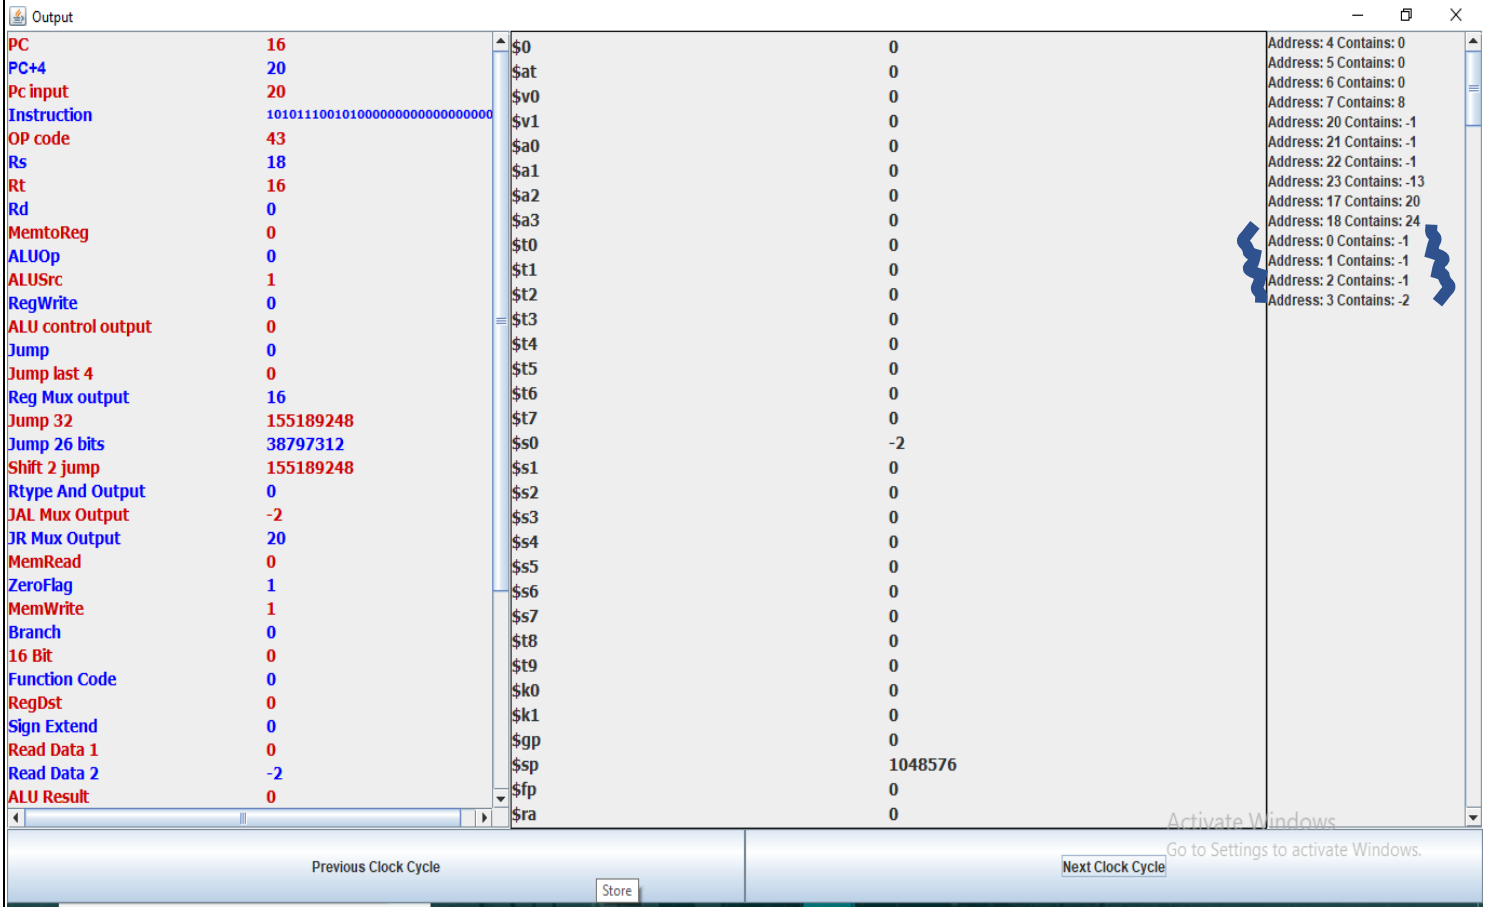 Output
PC 16
PC+4 20
Pc input 20
Instruction 10101110010100000000000000000
OP code 43
Rs 18
Rt 16
Rd 0
MemtoReg 0
ALUOp 0
ALUSrc 1
RegWrite 0
ALU control output 0
Jump 0
Jump last 4 0
Reg Mux output 16
Jump 32 155189248
Jump 26 bits 38797312
Shift 2 jump 155189248
Rtype And Output 0
JAL Mux Output -2
JR Mux Output 20
MemRead 0
ZeroFlag 1
MemWrite 1
Branch 0
16 Bit 0
Function Code 0
RegDst 0
Sign Extend 0
Read Data 1 0
Read Data 2 -2
ALU Result 0
$0 0
$at 0
$v0 0
$v1 0
$a0 0
$a1 0
$a2 0
$a3 0
$t0 0
$t1 0
$t2 0
$t3 0
$t4 0
$t5 0
$t6 0
$t7 0
$s0 -2
$s1 0
$s2 0
$s3 0
$s4 0
$s5 0
$s6 0
$s7 0
$t8 0
$t9 0
$k0 0
$k1 0
$gp 0
$sp 1048576
$fp 0
$ra 0
Address: 4 Contains: 0
Address: 5 Contains: 0
Address: 6 Contains: 0
Address: 7 Contains: 8
Address: 20 Contains: -1
Address: 21 Contains: -1
Address: 22 Contains: -1
Address: 23 Contains: -13
Address: 17 Contains: 20
Address: 18 Contains: 24
Address: 0 Contains: -1
Address: 1 Contains: -1
Address: 2 Contains: -1
Address: 3 Contains: -2
Activate Windows
Go to Settings to activate Windows.
Previous Clock Cycle
Next Clock Cycle
Store